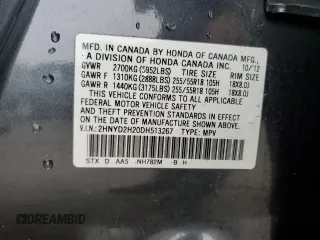 MFD. IN CANADA BY HONDA OF CANADA MFG.,
A DIVISION OF HONDA CANADA INC. 10/12
GVWR 2700KG (5952LBS) TIRE SIZE RIM SIZE
GAWR F 1310KG (2888LBS) 255/55R18 105H 18X8.0J
GAWR R 1440KG (3175LBS) 255/55R18 105H 18X8.0J
THIS VEHICLE CONFORMS TO ALL APPLICABLE
FEDERAL MOTOR VEHICLE SAFETY
AND THEFT PREVENTION STANDARDS IN EFFECT
ON THE DATE OF MANUFACTURE SHOWN ABOVE.
V.I.N.: 2HNYD2H20DH513267 TYPE: MPV
STX D AA5 NH782M B H
© iambidfind